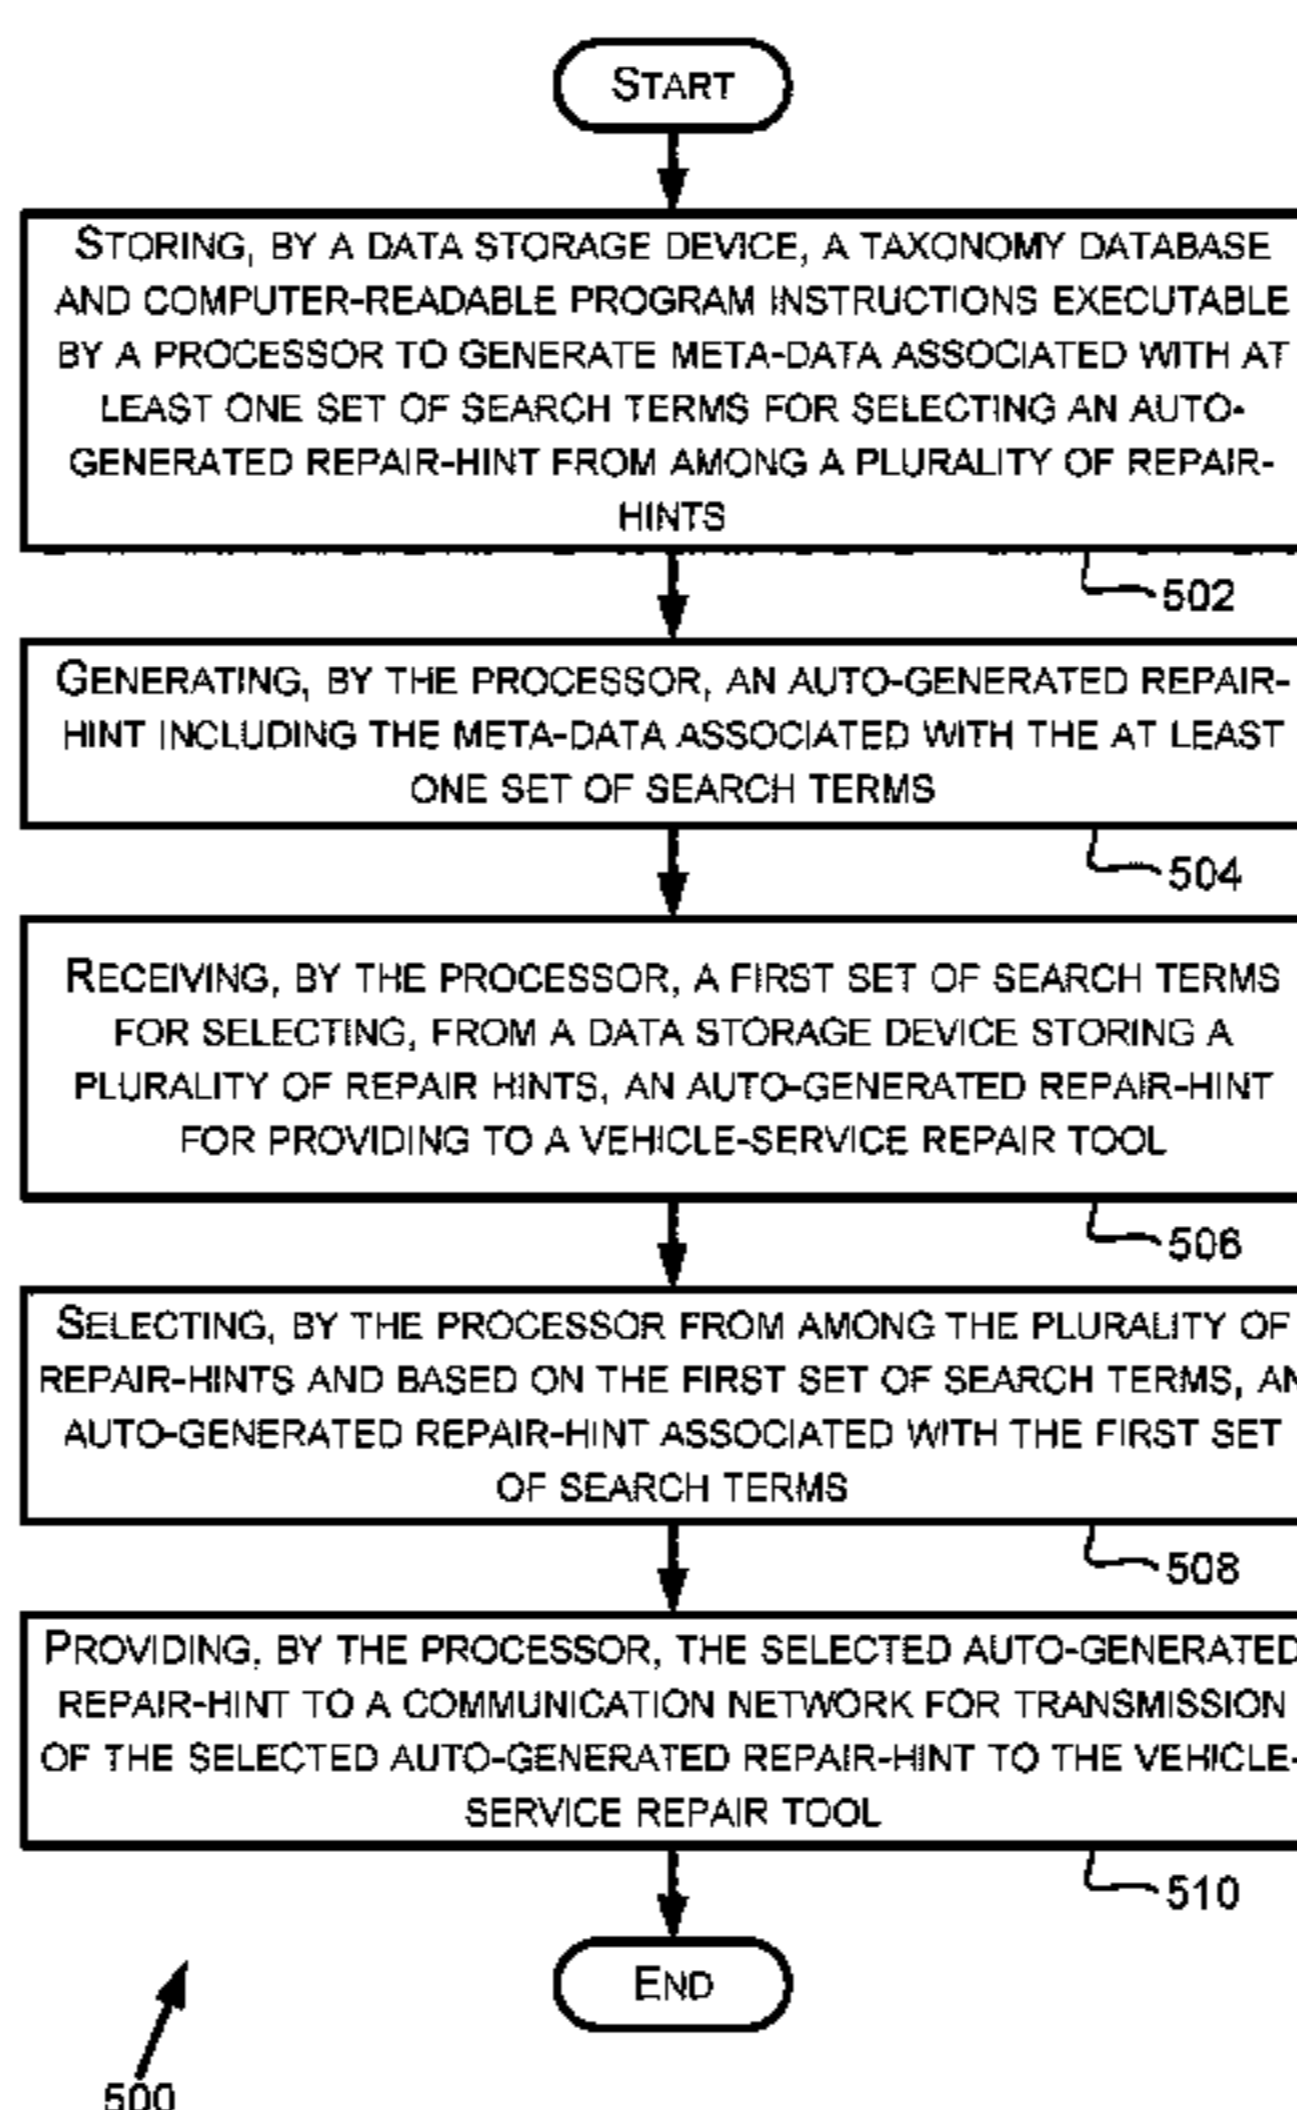 START
STORING, BY A DATA STORAGE DEVICE, A TAXONOMY DATABASE
AND COMPUTER-READABLE PROGRAM INSTRUCTIONS EXECUTABLE
BY A PROCESSOR TO GENERATE META-DATA ASSOCIATED WITH AT
LEAST ONE SET OF SEARCH TERMS FOR SELECTING AN AUTO-
GENERATED REPAIR-HINT FROM AMONG A PLURALITY OF REPAIR-
HINTS
502
GENERATING, BY THE PROCESSOR, AN AUTO-GENERATED REPAIR-
HINT INCLUDING THE META-DATA ASSOCIATED WITH THE AT LEAST
ONE SET OF SEARCH TERMS
504
RECEIVING, BY THE PROCESSOR, A FIRST SET OF SEARCH TERMS
FOR SELECTING, FROM A DATA STORAGE DEVICE STORING A
PLURALITY OF REPAIR HINTS, AN AUTO-GENERATED REPAIR-HINT
FOR PROVIDING TO A VEHICLE-SERVICE REPAIR TOOL
506
SELECTING, BY THE PROCESSOR FROM AMONG THE PLURALITY OF
REPAIR-HINTS AND BASED ON THE FIRST SET OF SEARCH TERMS, AN
AUTO-GENERATED REPAIR-HINT ASSOCIATED WITH THE FIRST SET
OF SEARCH TERMS
508
PROVIDING, BY THE PROCESSOR, THE SELECTED AUTO-GENERATED
REPAIR-HINT TO A COMMUNICATION NETWORK FOR TRANSMISSION
OF THE SELECTED AUTO-GENERATED REPAIR-HINT TO THE VEHICLE-
SERVICE REPAIR TOOL
510
END
500